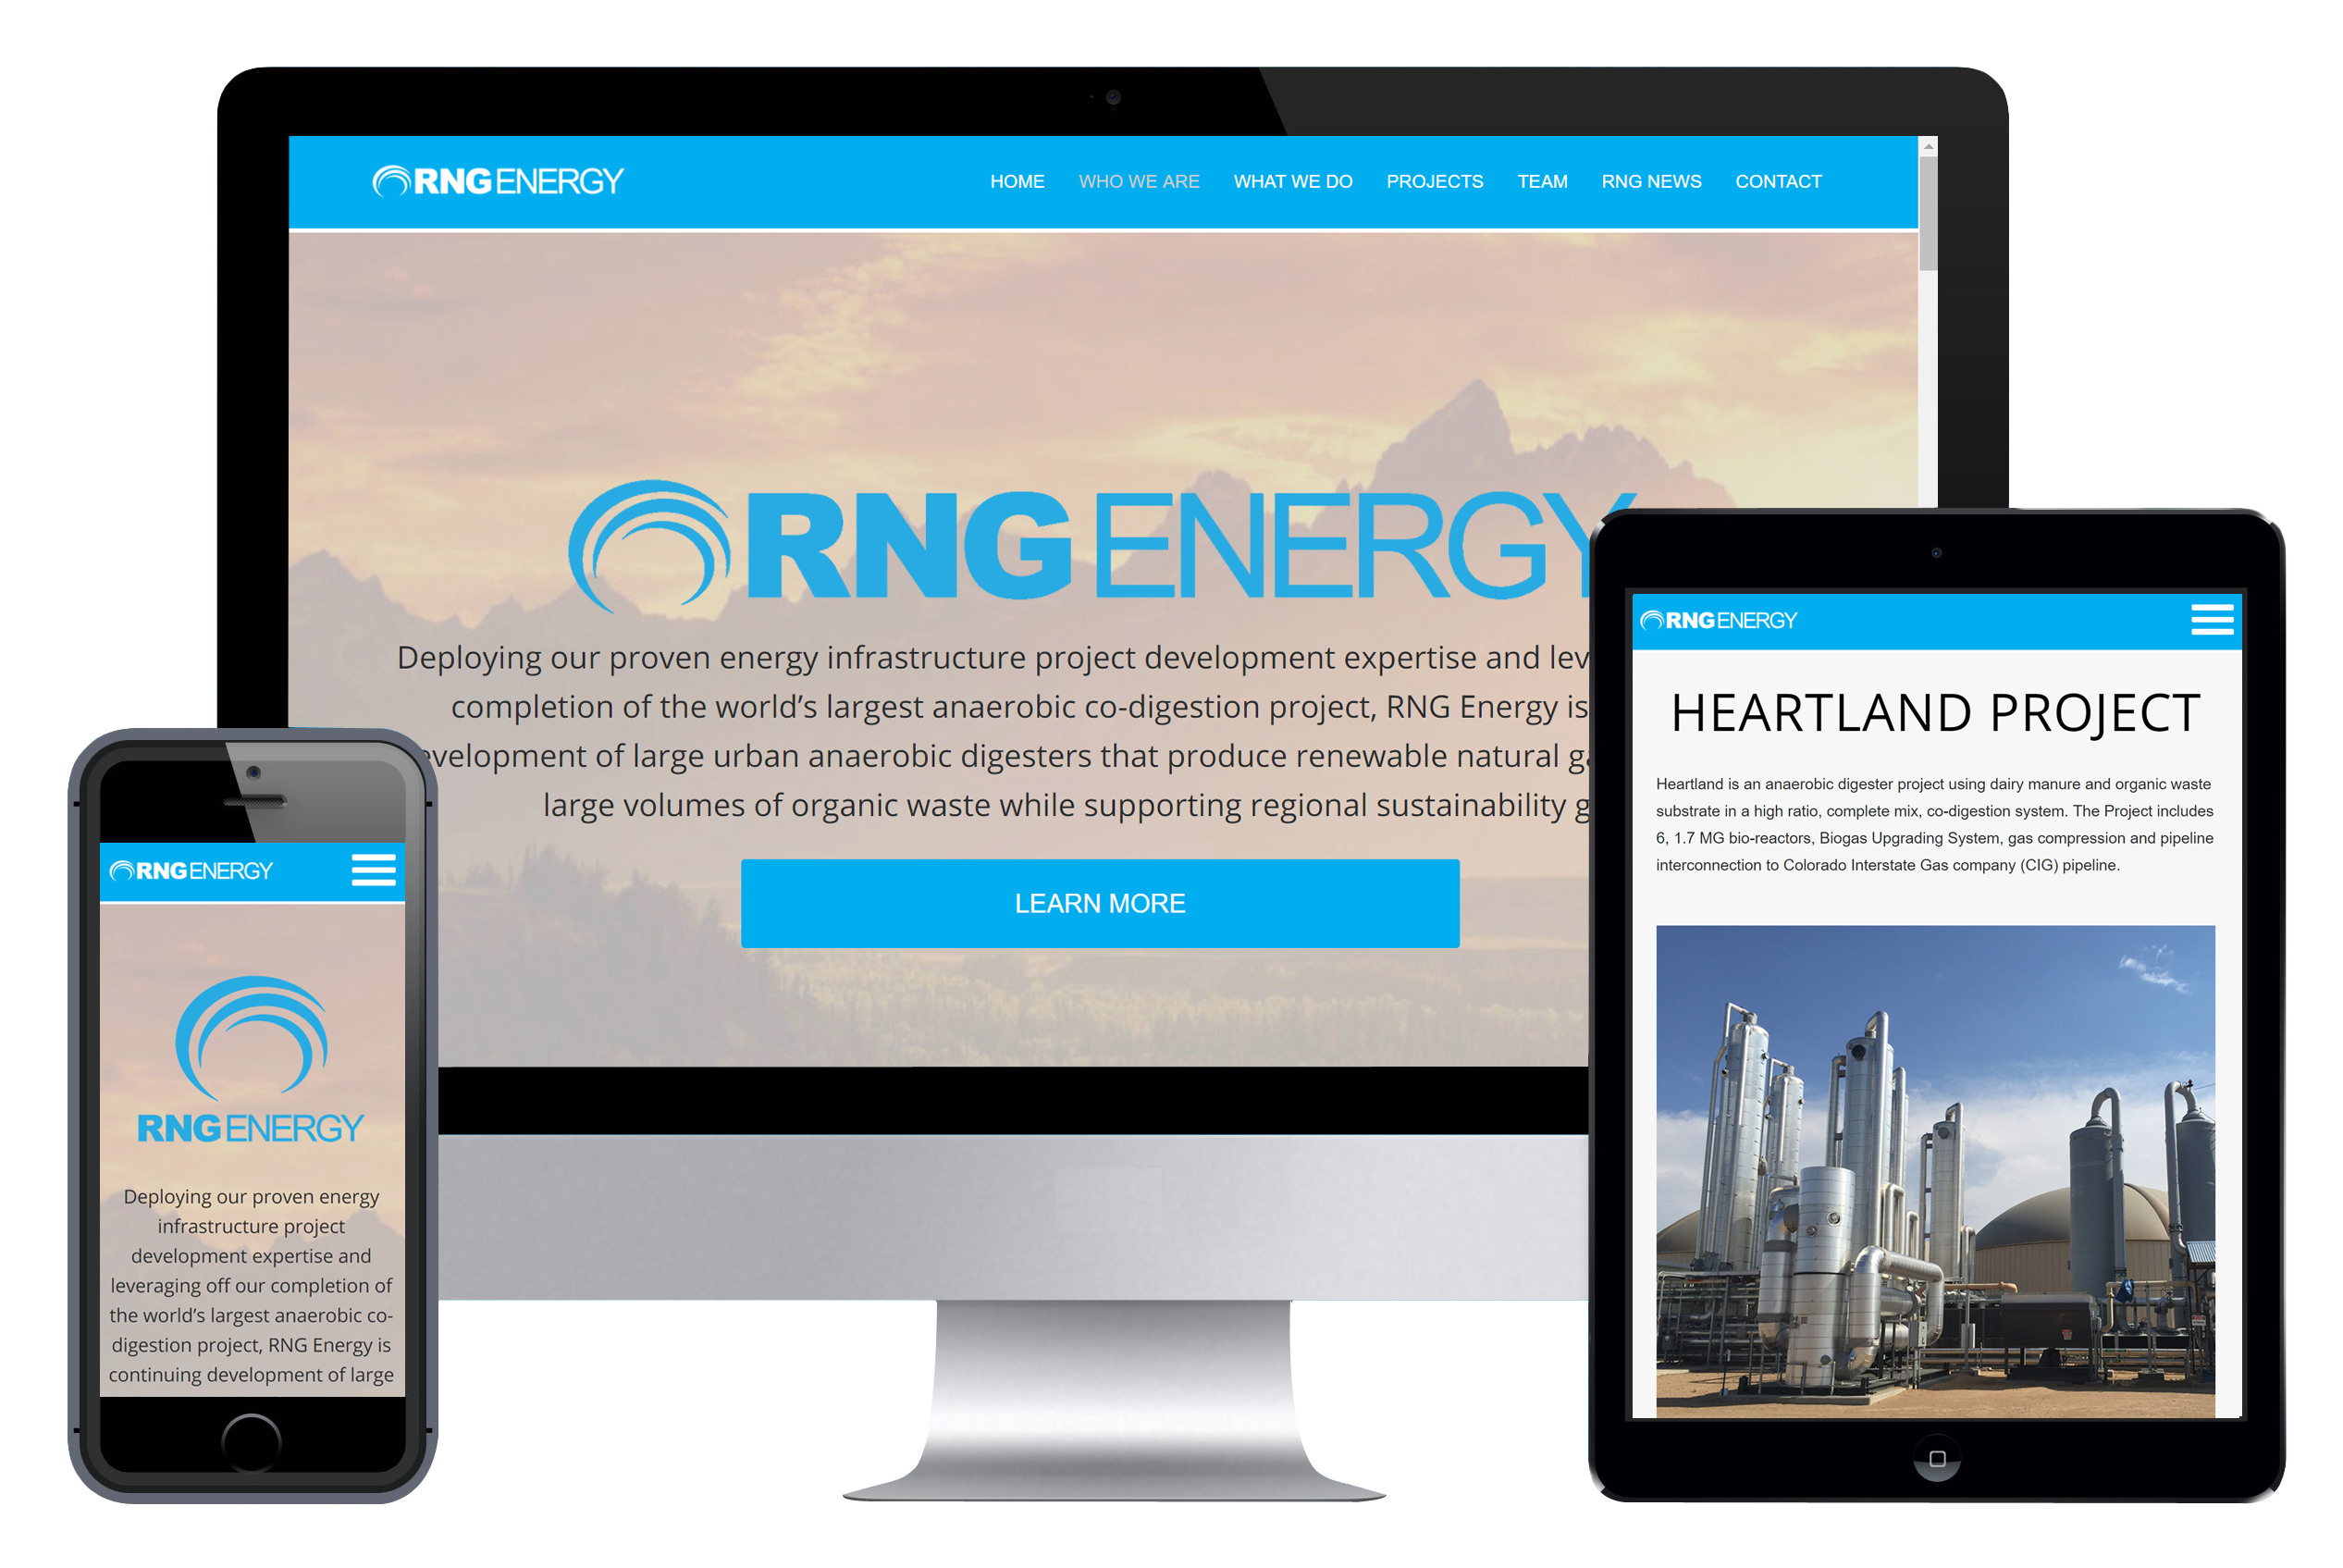 RNG ENERGY
HOME WHO WE ARE WHAT WE DO PROJECTS TEAM RNG NEWS CONTACT
RNG ENERGY
Deploying our proven energy infrastructure project development expertise and lev
completion of the world’s largest anaerobic co-digestion project, RNG Energy is
evelopment of large urban anaerobic digesters that produce renewable natural ga
large volumes of organic waste while supporting regional sustainability g
LEARN MORE
RNG ENERGY
RNG ENERGY
Deploying our proven energy
infrastructure project
development expertise and
leveraging off our completion of
the world’s largest anaerobic co-
digestion project, RNG Energy is
continuing development of large
RNG ENERGY
HEARTLAND PROJECT
Heartland is an anaerobic digester project using dairy manure and organic waste
substrate in a high ratio, complete mix, co-digestion system. The Project includes
6, 1.7 MG bio-reactors, Biogas Upgrading System, gas compression and pipeline
interconnection to Colorado Interstate Gas company (CIG) pipeline.